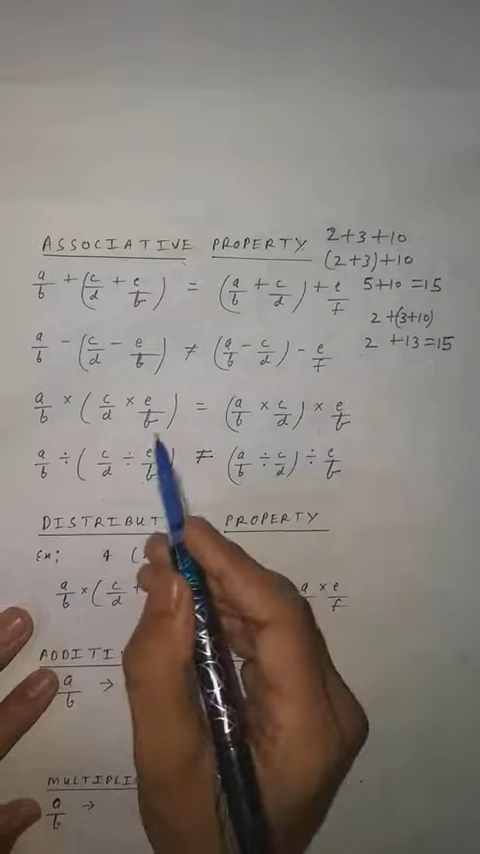 ASSOCIATIVE PROPERTY
2+3+10
(2+3)+10
5+10 =15
2 +(3+10)
2 +13=15
a/b + (c/d + e/f) = (a/b + c/d) + e/f
a/b - (c/d - e/f) ≠ (a/b - c/d) - e/f
a/b × (c/d × e/f) = (a/b × c/d) × e/f
a/b ÷ (c/d ÷ e/f) ≠ (a/b ÷ c/d) ÷ e/f
DISTRIBUT PROPERTY
Ex; 4 (
a/b × (c/d + a × e/f
ADDITI
a/b →
MULTIPLI
a/b →